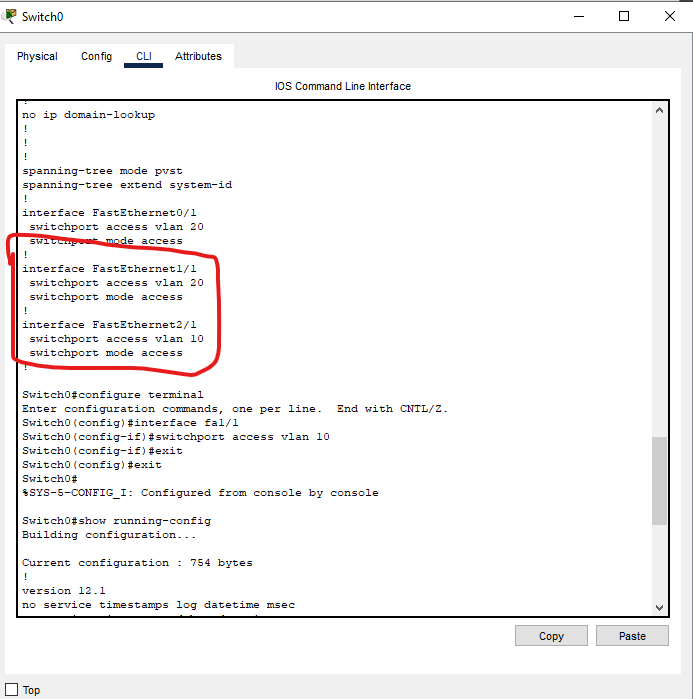 Switch0
Physical Config CLI Attributes
IOS Command Line Interface
!
no ip domain-lookup
!
!
!
spanning-tree mode pvst
spanning-tree extend system-id
!
interface FastEthernet0/1
 switchport access vlan 20
 switchport mode access
!
interface FastEthernet1/1
 switchport access vlan 20
 switchport mode access
!
interface FastEthernet2/1
 switchport access vlan 10
 switchport mode access
!
Switch0#configure terminal
Enter configuration commands, one per line.  End with CNTL/Z.
Switch0(config)#interface fa1/1
Switch0(config-if)#switchport access vlan 10
Switch0(config-if)#exit
Switch0(config)#exit
Switch0#
%SYS-5-CONFIG_I: Configured from console by console
Switch0#show running-config
Building configuration...
Current configuration : 754 bytes
!
version 12.1
no service timestamps log datetime msec
Copy Paste
Top